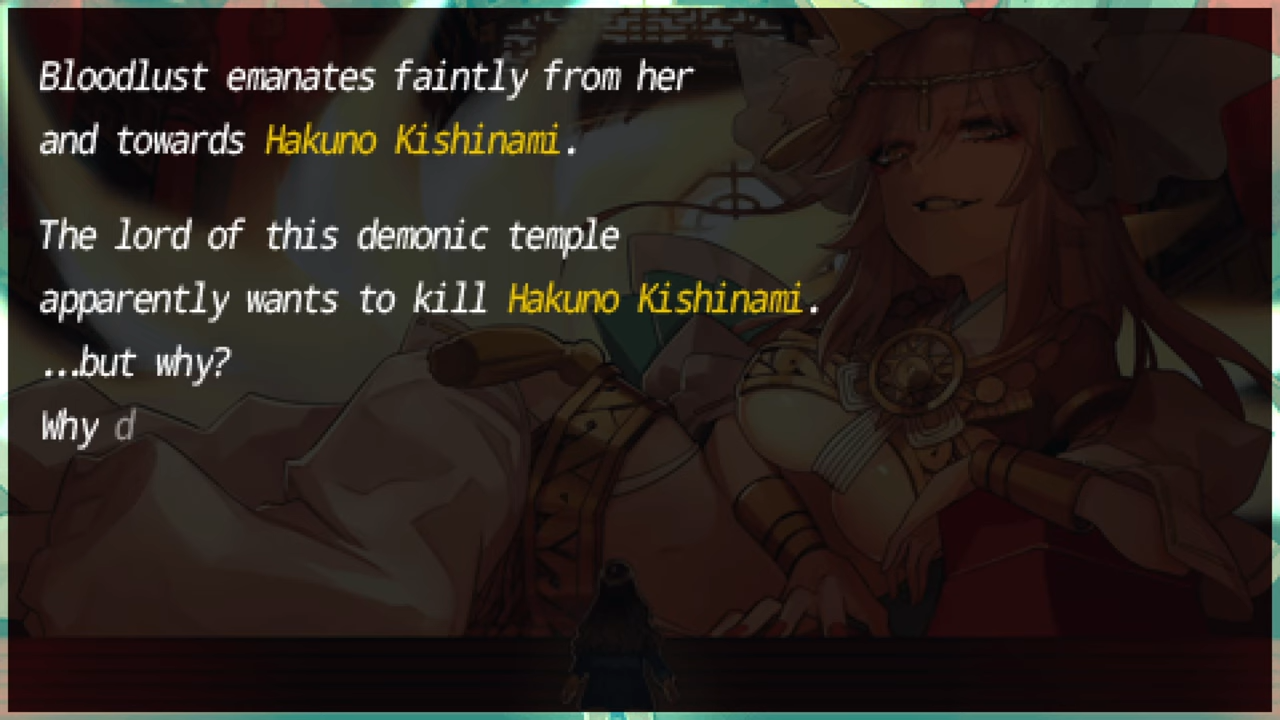 Bloodlust emanates faintly from her
and towards Hakuno Kishinami.
The lord of this demonic temple
apparently wants to kill Hakuno Kishinami.
...but why?
Why d